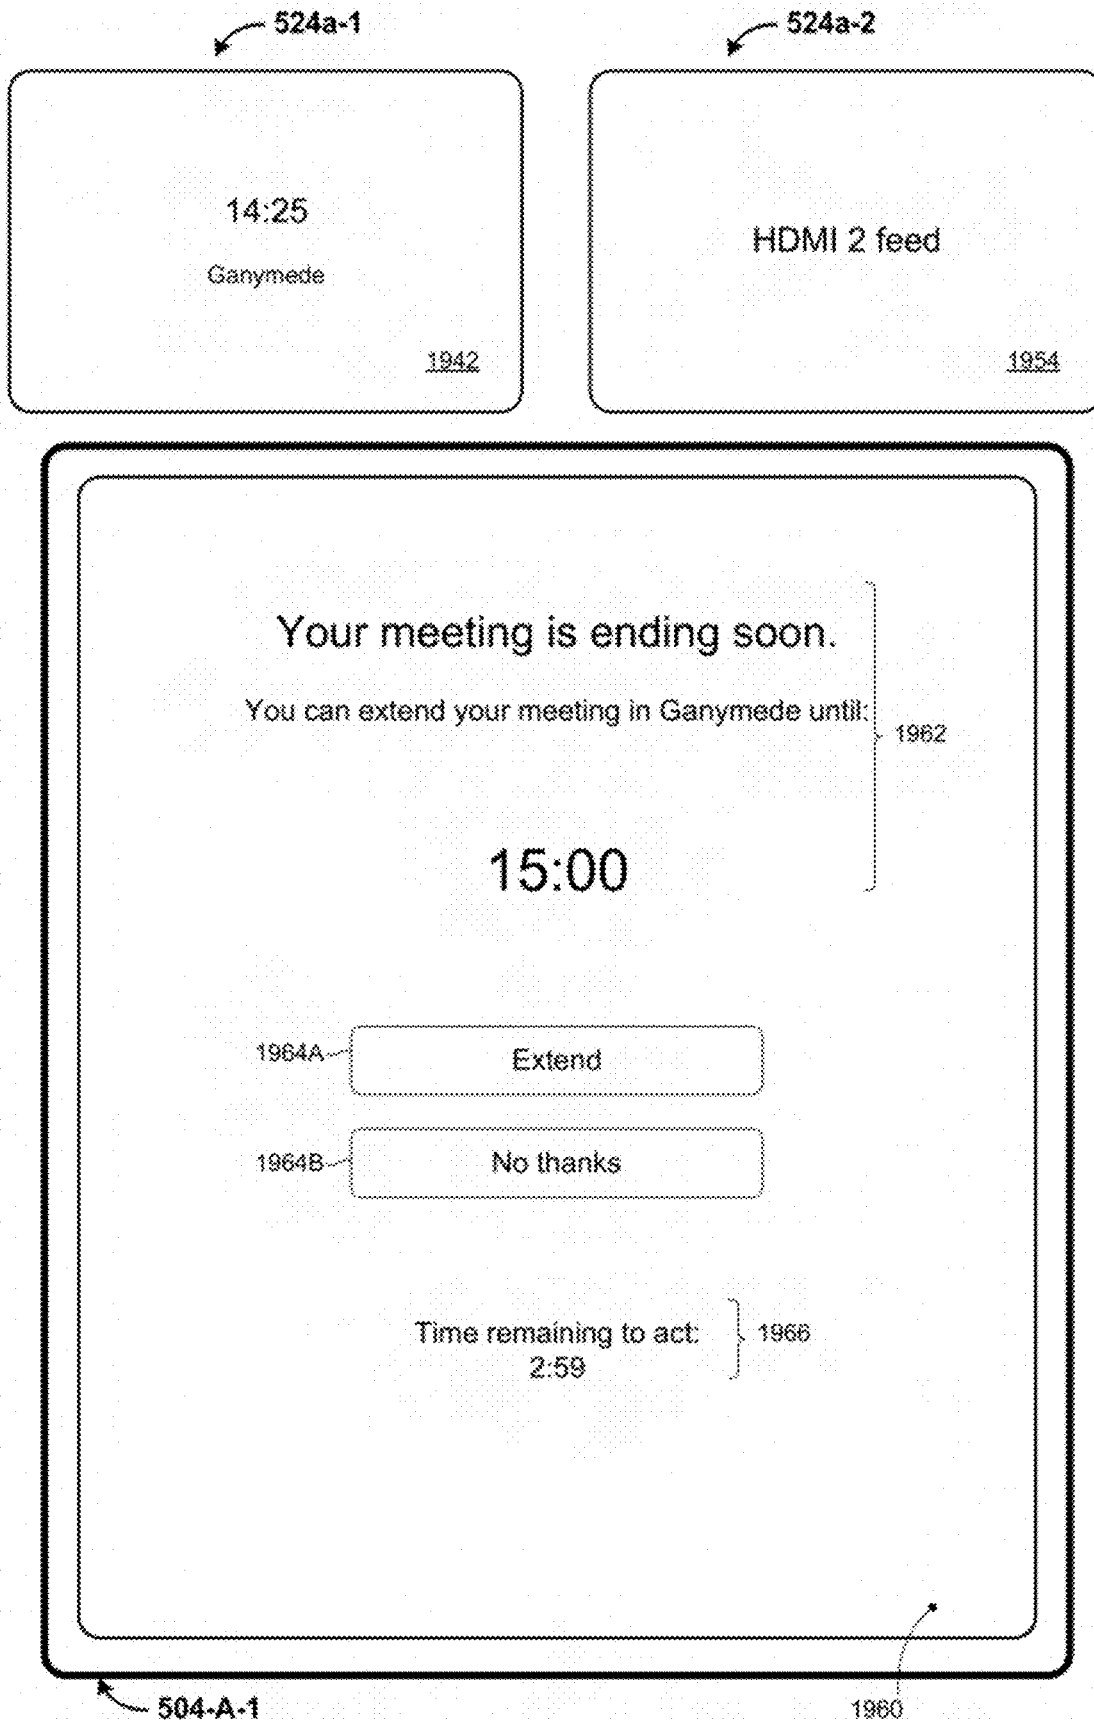 524a-1
524a-2
14:25
Ganymede
1942
HDMI 2 feed
1954
Your meeting is ending soon.
You can extend your meeting in Ganymede until:
1962
15:00
1964A
Extend
1964B
No thanks
Time remaining to act:
1966
2:59
504-A-1
1960